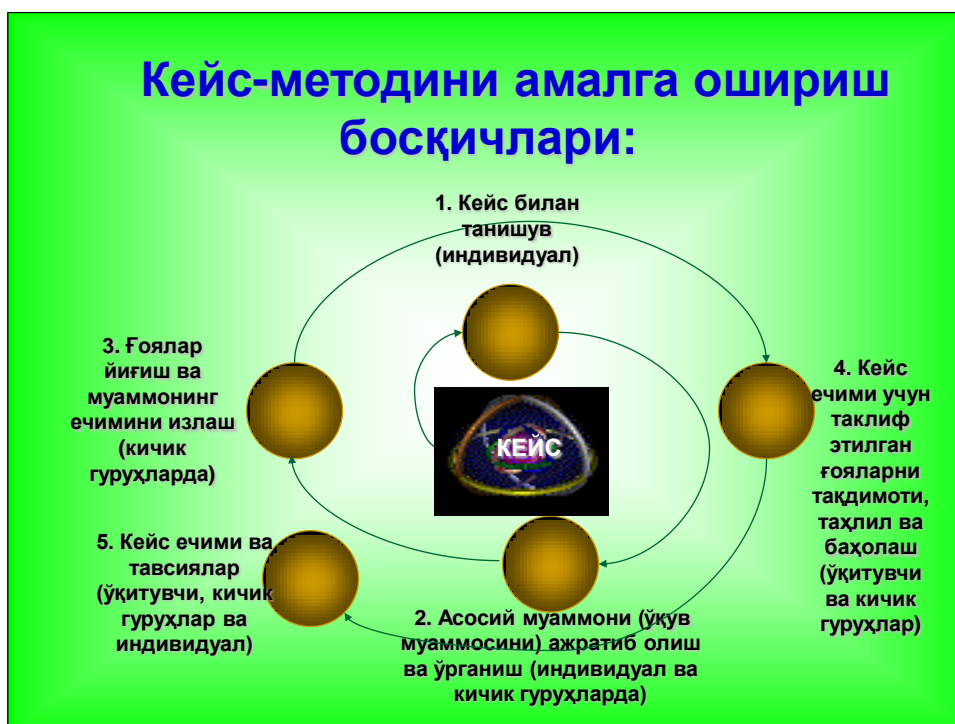 Кейс-методини амалга ошириш
босқичлари:
1. Кейс билан
танишув
(индивидуал)
3. Ғоялар
йиғиш ва
муаммонинг
ечимини излаш
(кичик
гуруҳларда)
КЕЙС
4. Кейс
ечими учун
таклиф
этилган
ғояларни
тақдимоти,
таҳлил ва
баҳолаш
(ўқитувчи
ва кичик
гуруҳлар)
5. Кейс ечими ва
тавсиялар
(ўқитувчи, кичик
гуруҳлар ва
индивидуал)
2. Асосий муаммони (ўқув
муаммосини) ажратиб олиш
ва ўрганиш (индивидуал ва
кичик гуруҳларда)